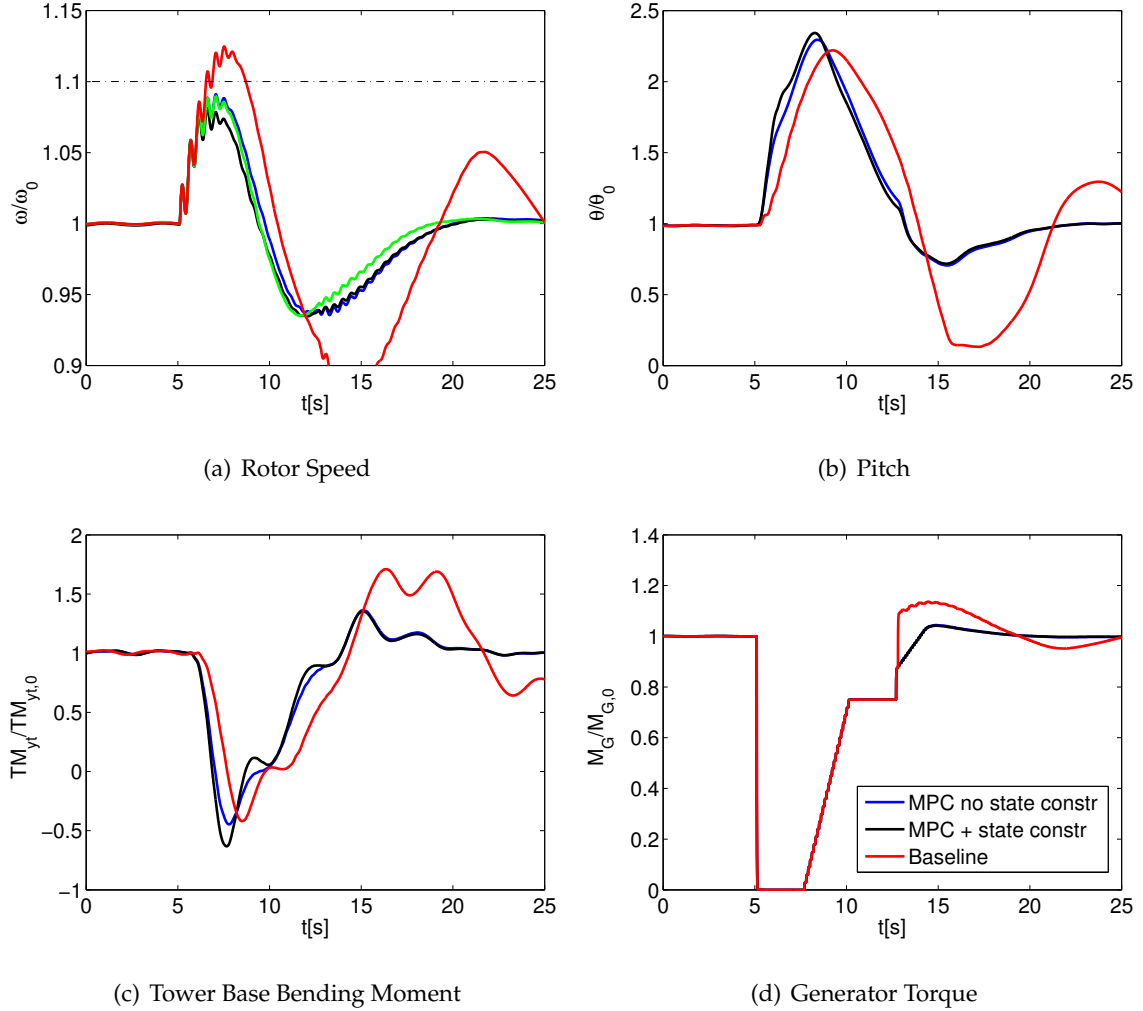 1.15
1.10
1.05
1
0.95
0.9
ω/ω0
0 5 10 15 20 25
t[s]
(a) Rotor Speed
2.5
2
1.5
1
0.5
0
θ/θ0
0 5 10 15 20 25
t[s]
(b) Pitch
2
1.5
1
0.5
0
−0.5
−1
TMyt/TMyt,0
0 5 10 15 20 25
t[s]
(c) Tower Base Bending Moment
1.4
1.2
1
0.8
0.6
0.4
0.2
0
MG/MG,0
MPC no state constr
MPC + state constr
Baseline
0 5 10 15 20 25
t[s]
(d) Generator Torque